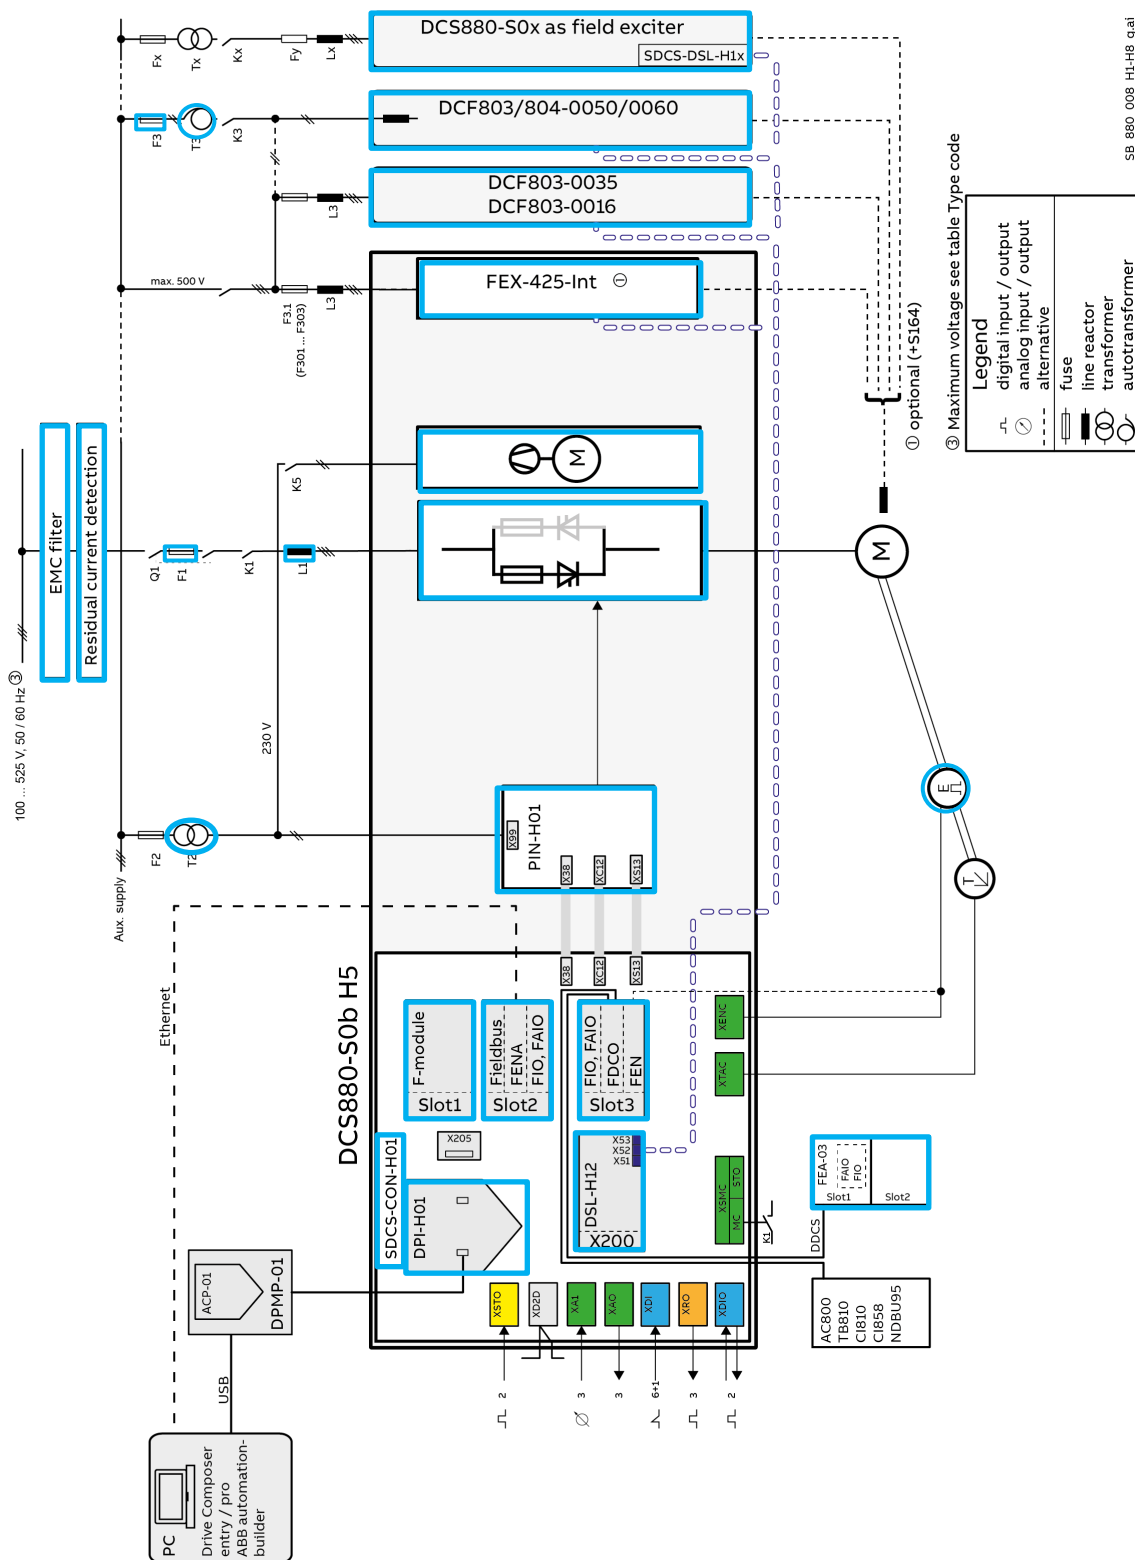 DCS880-S0x as field exciter
SDCS-DSL-H1x
Fx
Tx
Kx
Fy
Lx
DCF803/804-0050/0060
F3
T3
K3
DCF803-0035
DCF803-0016
L3
FEX-425-Int ①
max. 500 V
F3.1
(F301 ... F303)
L3
SB_880_008_H1-H8_q.ai
① optional (+S164)
③ Maximum voltage see table Type code
Legend
digital input / output
analog input / output
alternative
fuse
line reactor
transformer
autotransformer
EMC filter
Residual current detection
100 ... 525 V, 50 / 60 Hz ③
K5
M
Q1
F1
K1
L1
M
230 V
F2
T2
Aux. supply
X99
PIN-H01
X38
XC12
XS13
E
T
Ethernet
DCS880-S0b H5
X38
XC12
XS13
F-module
Slot1
Fieldbus
FENA
FIO, FAIO
Slot2
FIO, FAIO
FDCO
FEN
Slot3
XENC
XTAC
X205
SDCS-CON-H01
DPI-H01
DSL-H12
X53
X52
X51
X200
XSMC
MC
STO
K1
DDCS
FEA-03
FAIO
FIO
Slot1
Slot2
AC800
TB810
CI810
CI858
NDBU95
ACP-01
DPMP-01
USB
XSTO
XD2D
XA1
XAO
XDI
XRO
XDIO
2
3
3
6+1
3
2
PC
Drive Composer
entry / pro
ABB automation-
builder